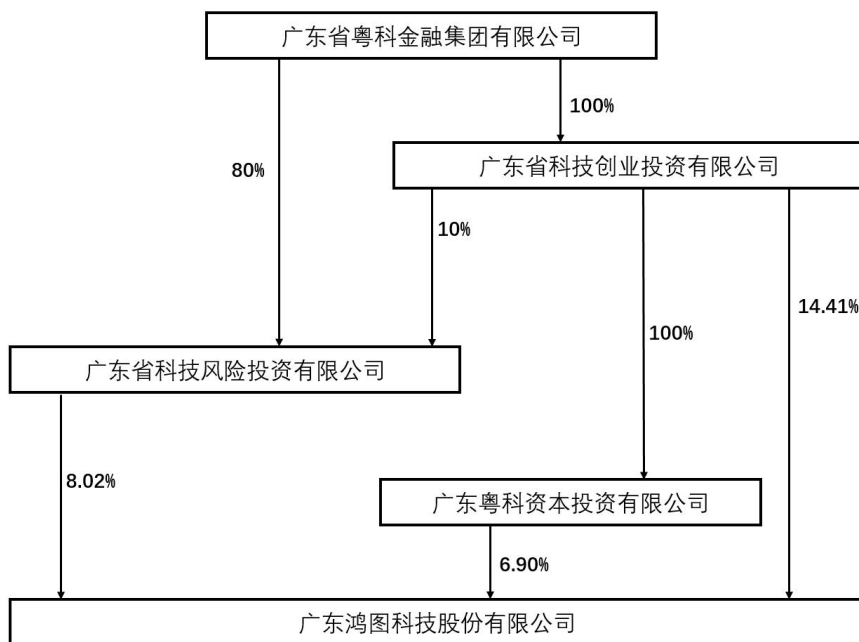 广东省粤科金融集团有限公司
100%
广东省科技创业投资有限公司
80%
10%
14.41%
100%
广东省科技风险投资有限公司
8.02%
广东粤科资本投资有限公司
6.90%
广东鸿图科技股份有限公司